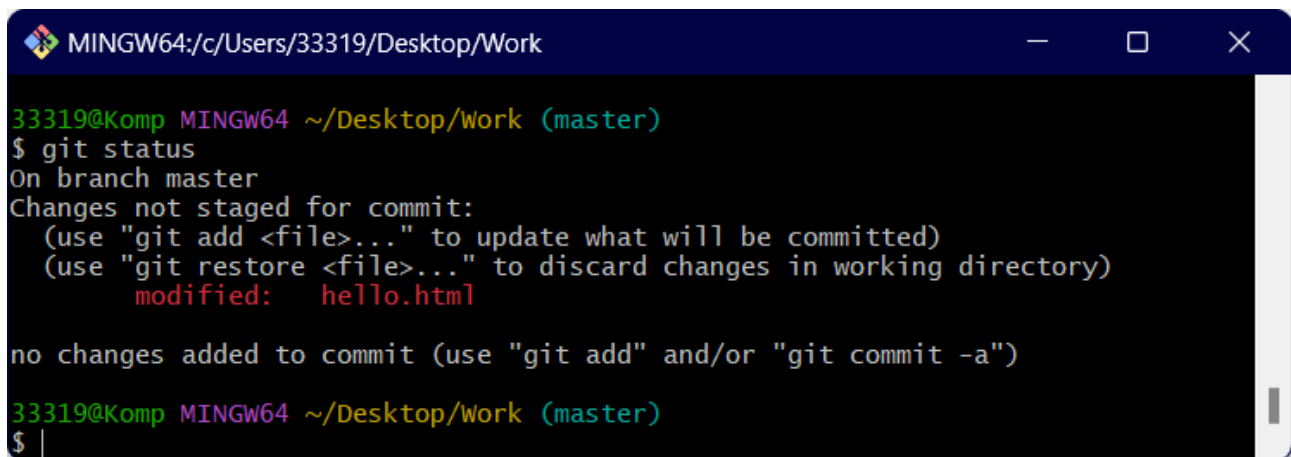 MINGW64:/c/Users/33319/Desktop/Work
33319@Komp MINGW64 ~/Desktop/Work (master)
$ git status
On branch master
Changes not staged for commit:
  (use "git add <file>..." to update what will be committed)
  (use "git restore <file>..." to discard changes in working directory)
        modified:   hello.html
no changes added to commit (use "git add" and/or "git commit -a")
33319@Komp MINGW64 ~/Desktop/Work (master)
$